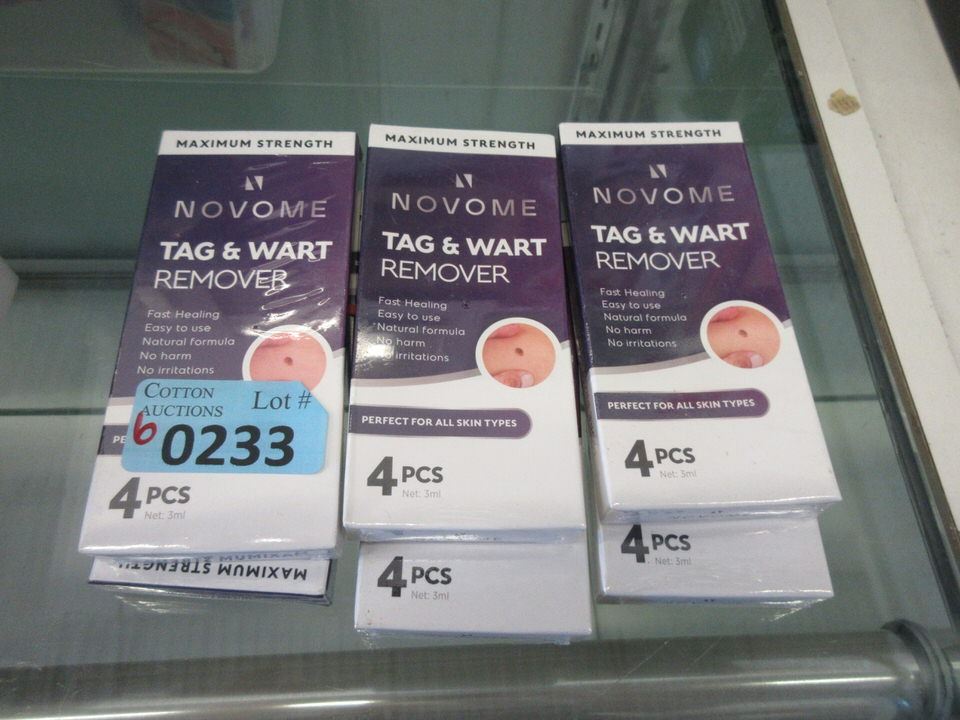 MAXIMUM STRENGTH
NOVOME
TAG & WART
REMOVER
Fast Healing
Easy to use
Natural formula
No harm
No irritations
COTTON
AUCTIONS
Lot #
6
0233
PE
4 PCS
Net: 3ml
MAXIMUM STRENGTH
MAXIMUM STRENGTH
NOVOME
TAG & WART
REMOVER
Fast Healing
Easy to use
Natural formula
No harm
No irritations
PERFECT FOR ALL SKIN TYPES
4 PCS
Net: 3ml
4 PCS
Net: 3ml
MAXIMUM STRENGTH
NOVOME
TAG & WART
REMOVER
Fast Healing
Easy to use
Natural formula
No harm
No irritations
PERFECT FOR ALL SKIN TYPES
4 PCS
Net: 3ml
4 PCS
Net: 3ml